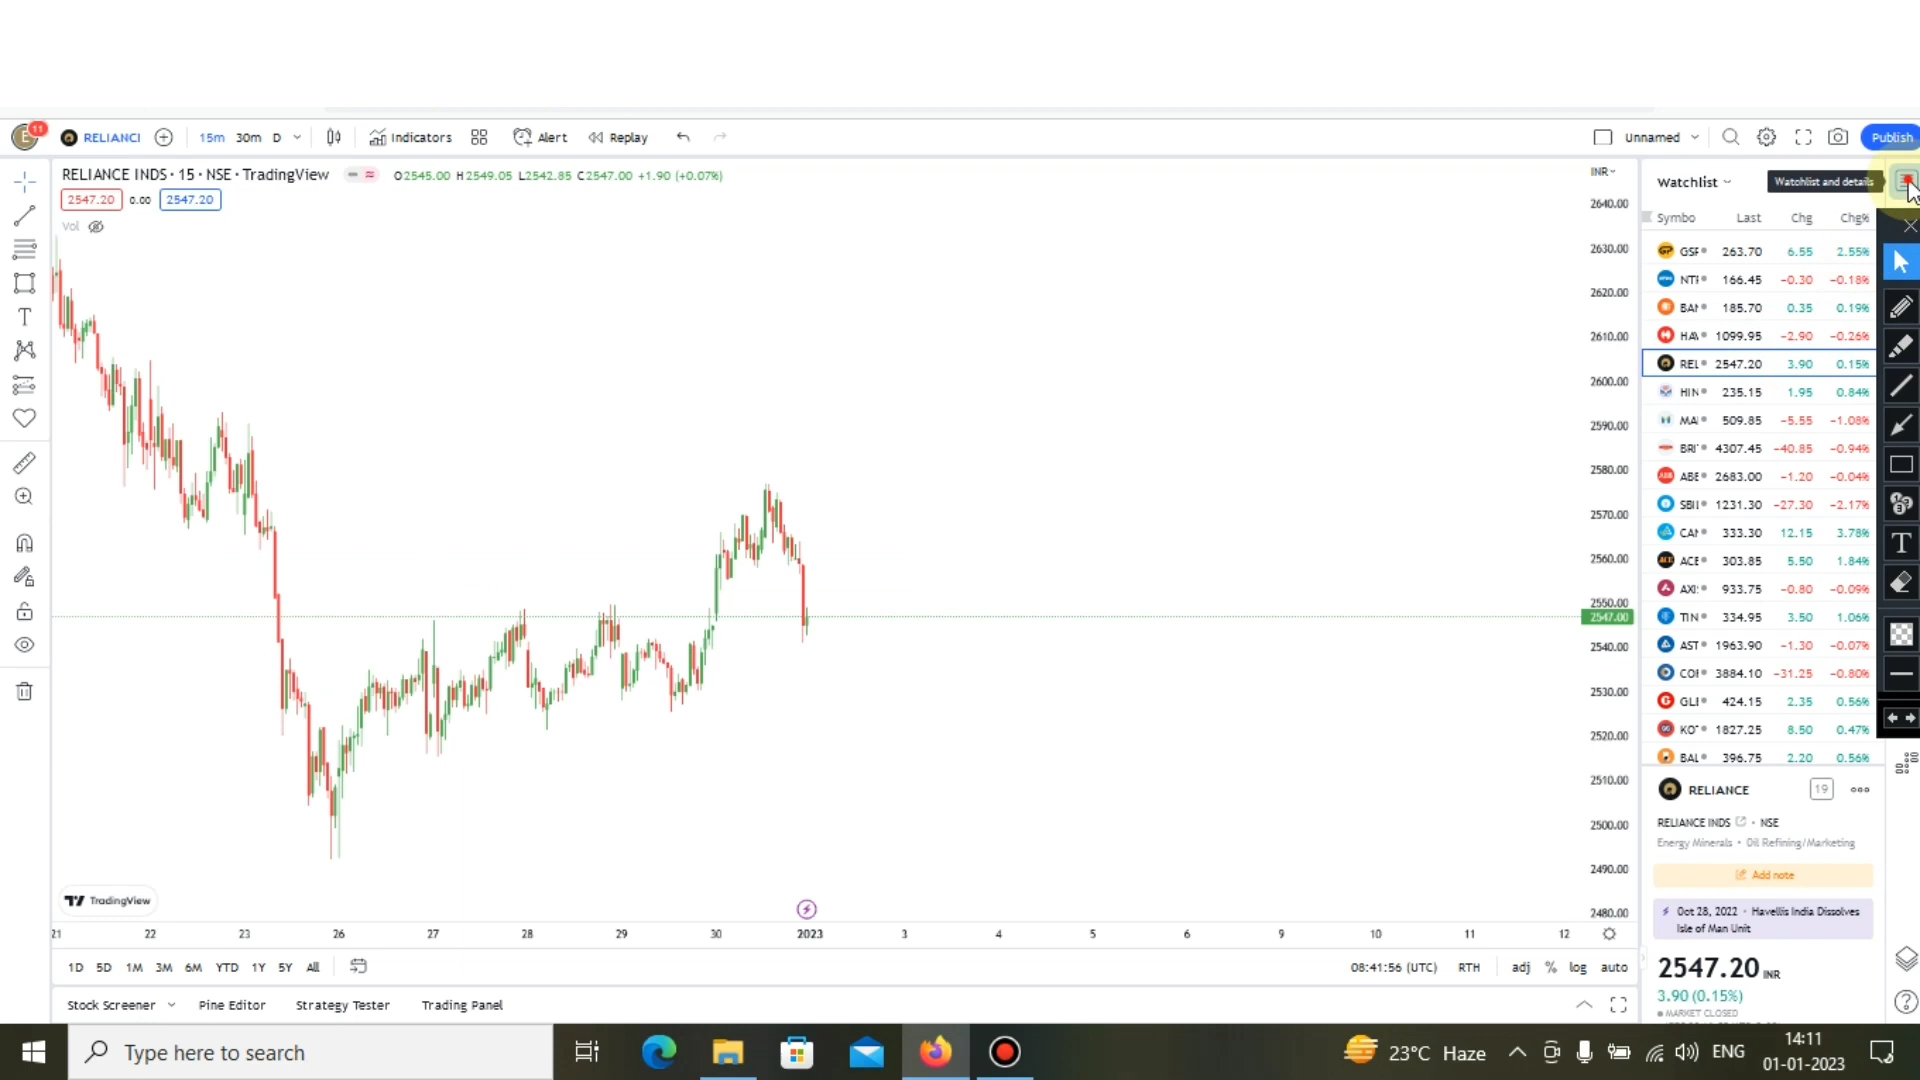 E 11 RELIANCI 15m 30m D Indicators Alert Replay Unnamed Publish
RELIANCE INDS · 15 · NSE · TradingView O2545.00 H2549.05 L2542.85 C2547.00 +1.90 (+0.07%)
2547.20 0.00 2547.20
Vol
INR
2640.00
2630.00
2620.00
2610.00
2600.00
2590.00
2580.00
2570.00
2560.00
2550.00
2547.00
2540.00
2530.00
2520.00
2510.00
2500.00
2490.00
2480.00
TradingView
21 22 23 26 27 28 29 30 2023 3 4 5 6 9 10 11 12
1D 5D 1M 3M 6M YTD 1Y 5Y All 08:41:56 (UTC) RTH adj % log auto
Stock Screener Pine Editor Strategy Tester Trading Panel
Watchlist Watchlist and details
Symbo Last Chg Chg%
GSF 263.70 6.55 2.55%
166.45 −0.30 −0.18%
185.70 0.35 0.19%
1099.95 −2.90 −0.26%
REL 2547.20 3.90 0.15%
HIN 235.15 1.95 0.84%
509.85 −5.55 −1.08%
4307.45 −40.85 −0.94%
2683.00 −1.20 −0.04%
1231.30 −27.30 −2.17%
333.30 12.15 3.78%
ACE 303.85 5.50 1.84%
933.75 −0.80 −0.09%
TIN 334.95 3.50 1.06%
AST 1963.90 −1.30 −0.07%
3884.10 −31.25 −0.80%
424.15 2.35 0.56%
1827.25 8.50 0.47%
BAL 396.75 2.20 0.56%
RELIANCE 19
RELIANCE INDS · NSE
Energy Minerals • Oil Refining/Marketing
Add note
Oct 28, 2022 · Havellis India Dissolves
Isle of Man Unit
2547.20 INR
3.90 (0.15%)
MARKET CLOSED
Type here to search 23°C Haze ENG 14:11
01-01-2023